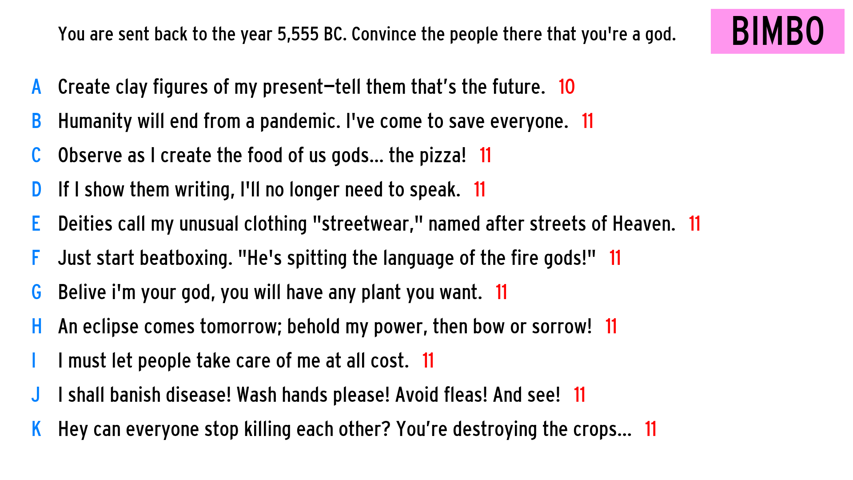 You are sent back to the year 5,555 BC. Convince the people there that you're a god.
BIMBO
A Create clay figures of my present—tell them that’s the future. 10
B Humanity will end from a pandemic. I've come to save everyone. 11
C Observe as I create the food of us gods... the pizza! 11
D If I show them writing, I'll no longer need to speak. 11
E Deities call my unusual clothing "streetwear," named after streets of Heaven. 11
F Just start beatboxing. "He's spitting the language of the fire gods!" 11
G Belive i'm your god, you will have any plant you want. 11
H An eclipse comes tomorrow; behold my power, then bow or sorrow! 11
I I must let people take care of me at all cost. 11
J I shall banish disease! Wash hands please! Avoid fleas! And see! 11
K Hey can everyone stop killing each other? You’re destroying the crops... 11